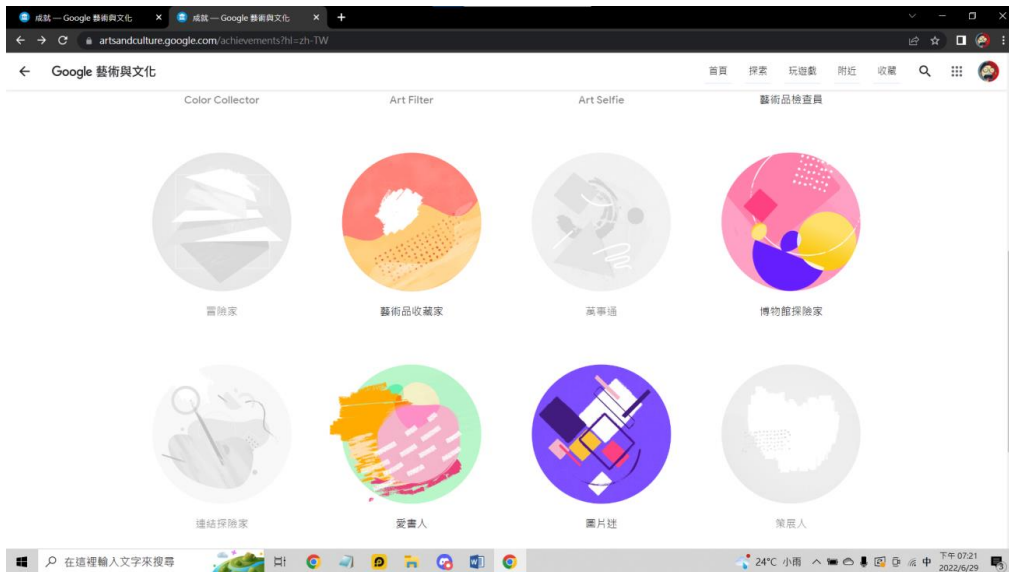 成就 — Google 藝術與文化
成就 — Google 藝術與文化
artsandculture.google.com/achievements?hl=zh-TW
Google 藝術與文化
首頁 探索 玩遊戲 附近 收藏
Color Collector Art Filter Art Selfie 藝術品檢查員
冒險家 藝術品收藏家 萬事通 博物館探險家
連結探險家 愛書人 圖片迷 策展人
在這裡輸入文字來搜尋
24°C 小雨
中
下午 07:21
2022/6/29